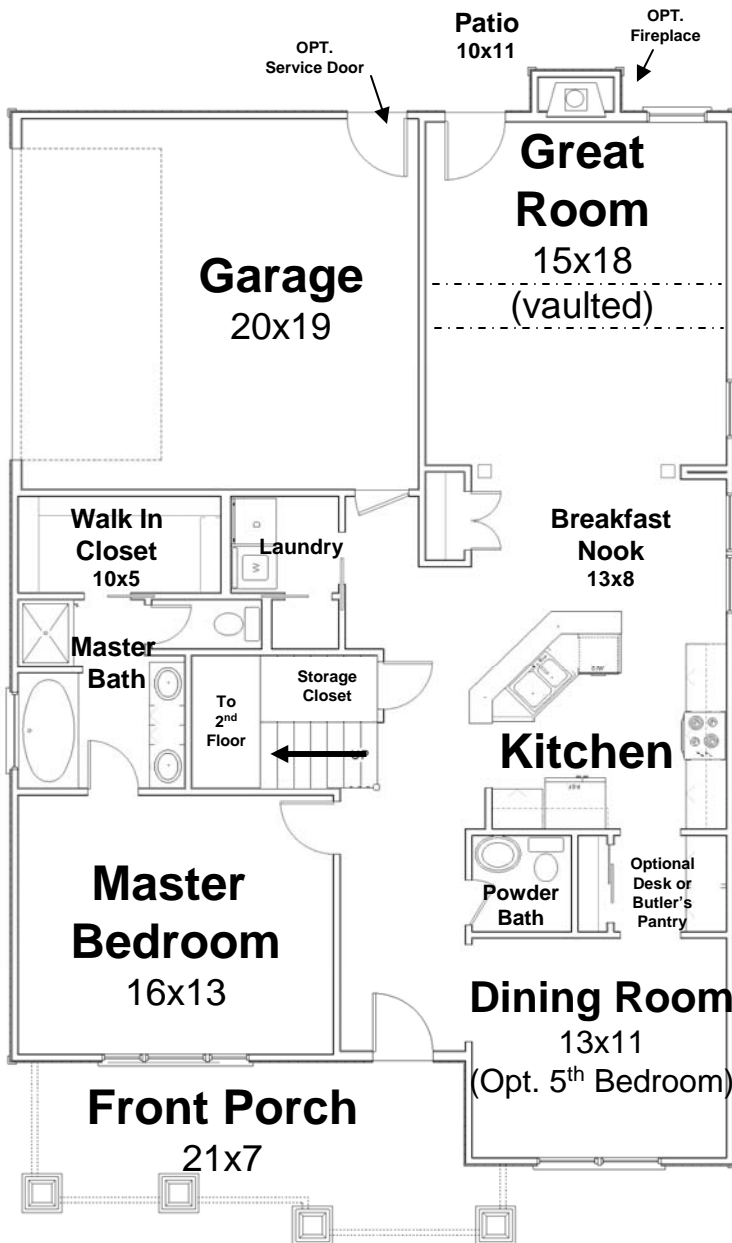 Patio
10x11
OPT.
Fireplace
OPT.
Service Door
Great
Room
15x18
(vaulted)
Garage
20x19
Walk In
Closet
10x5
D
W
Laundry
Breakfast
Nook
13x8
Master
Bath
To
2nd
Floor
Storage
Closet
UP
D.W.
Kitchen
REF.
Master
Bedroom
16x13
Powder
Bath
Optional
Desk or
Butler's
Pantry
Dining Room
13x11
(Opt. 5th Bedroom)
Front Porch
21x7